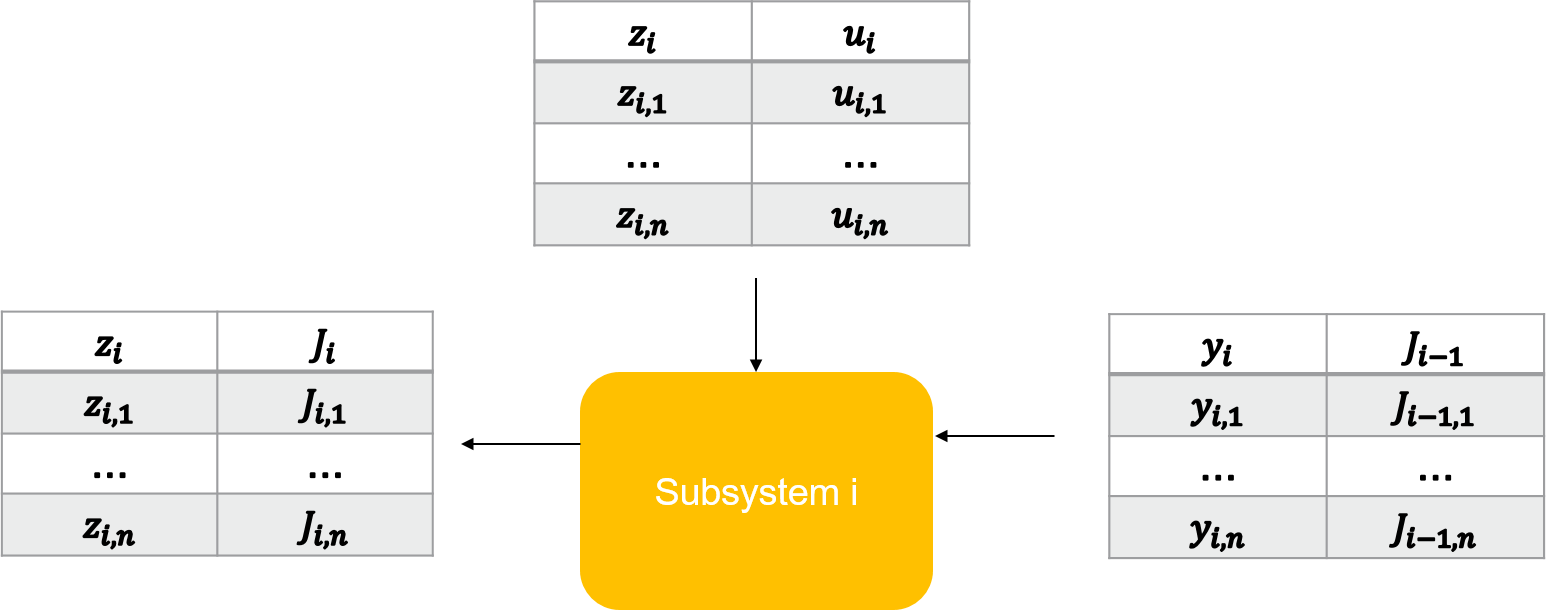 z_i u_i
z_{i,1} u_{i,1}
… …
z_{i,n} u_{i,n}
z_i J_i
z_{i,1} J_{i,1}
… …
z_{i,n} J_{i,n}
Subsystem i
y_i J_{i−1}
y_{i,1} J_{i−1,1}
… …
y_{i,n} J_{i−1,n}